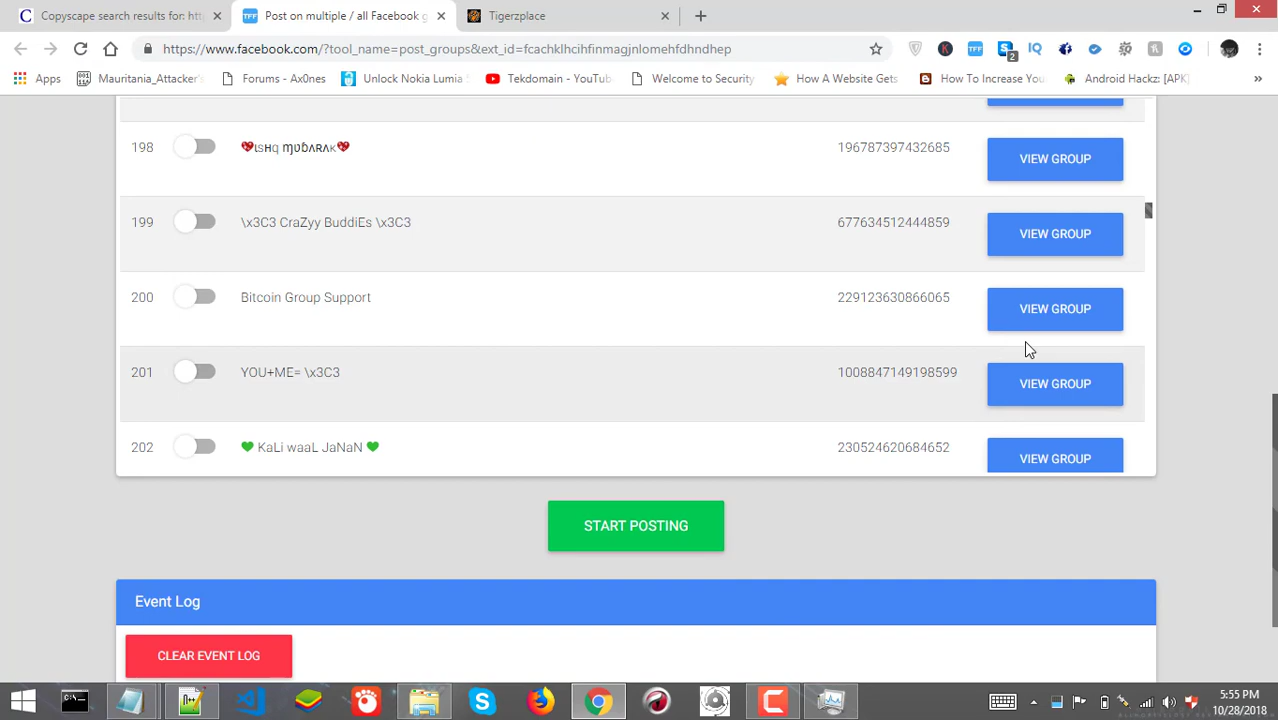 Copyscape search results for: http
Post on multiple / all Facebook g
Tigerzplace
https://www.facebook.com/?tool_name=post_groups&ext_id=fcachklhcihfinmagjnlomehfdhndhep
2
Apps
Mauritania_Attacker's
Forums - Ax0nes
Unlock Nokia Lumia
Tekdomain - YouTub
Welcome to Security
How A Website Gets
How To Increase You
Android Hackz: [APK]
198 ❤ιsнq ɱʋɓʌʀʌκ❤ 196787397432685 VIEW GROUP
199 \x3C3 CraZyy BuddiEs \x3C3 677634512444859 VIEW GROUP
200 Bitcoin Group Support 229123630866065 VIEW GROUP
201 YOU+ME= \x3C3 1008847149198599 VIEW GROUP
202 💚 KaLi waaL JaNaN 💚 230524620684652 VIEW GROUP
START POSTING
Event Log
CLEAR EVENT LOG
5:55 PM
10/28/2018